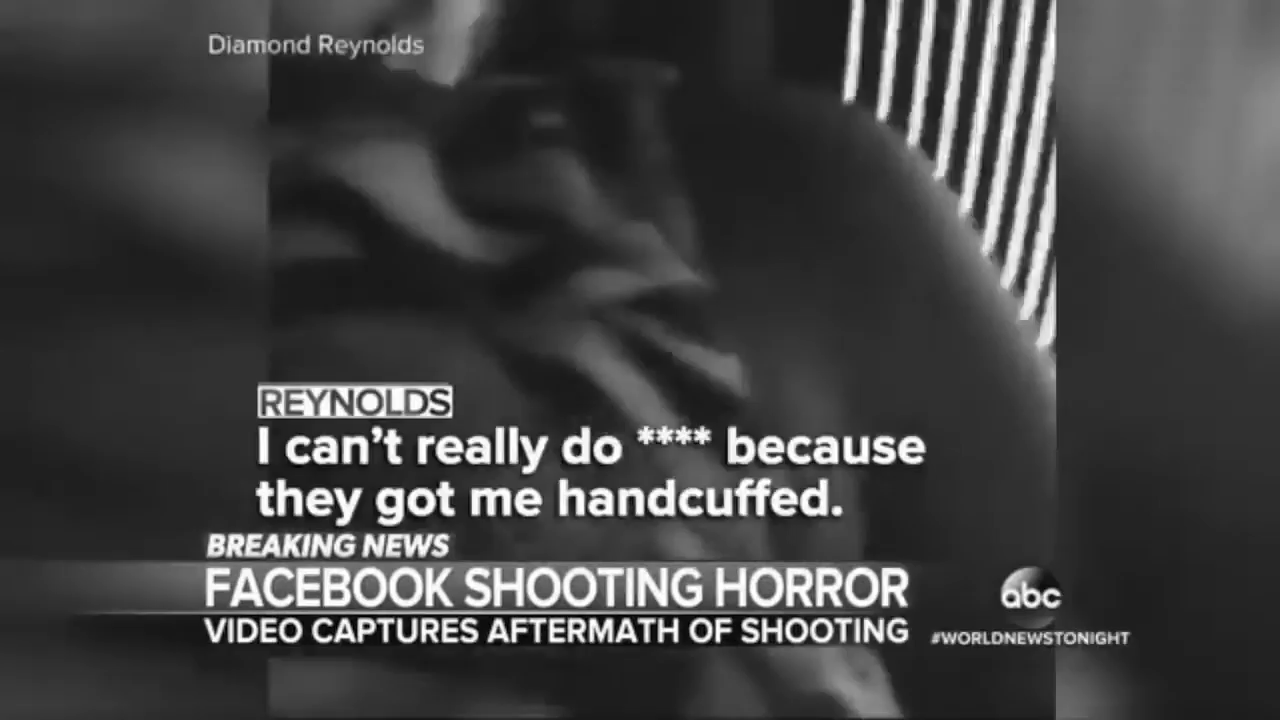 Diamond Reynolds
REYNOLDS
I can't really do **** because
they got me handcuffed.
BREAKING NEWS
FACEBOOK SHOOTING HORROR
VIDEO CAPTURES AFTERMATH OF SHOOTING
abc
#WORLDNEWSTONIGHT